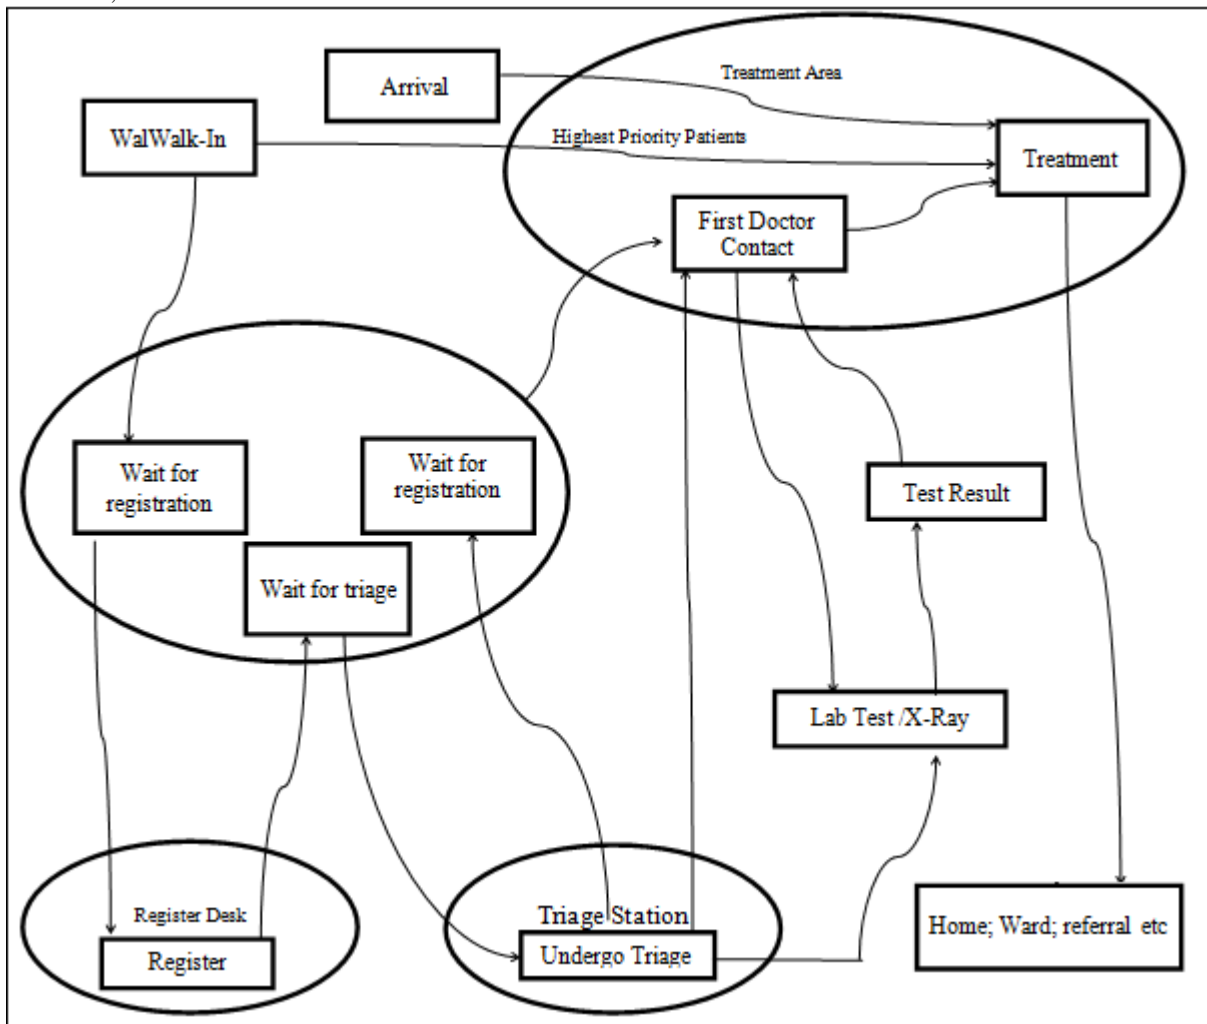 Arrival
Treatment Area
WalWalk-In
Highest Priority Patients
Treatment
First Doctor
Contact
Wait for
registration
Wait for
registration
Test Result
Wait for triage
Lab Test /X-Ray
Register Desk
Register
Triage Station
Undergo Triage
Home; Ward; referral etc